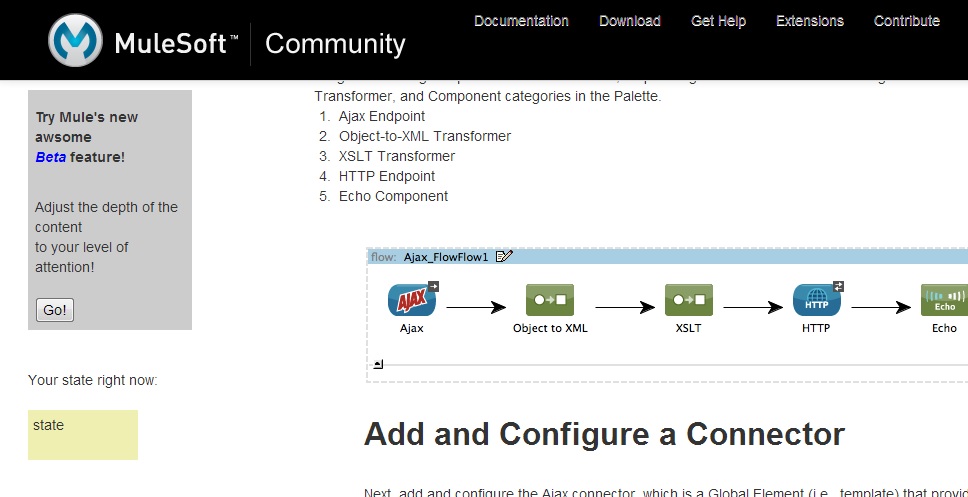 MuleSoft™ Community
Documentation Download Get Help Extensions Contribute
Try Mule's new
awsome
Beta feature!
Adjust the depth of the
content
to your level of
attention!
Go!
Your state right now:
state
Transformer, and Component categories in the Palette.
1. Ajax Endpoint
2. Object-to-XML Transformer
3. XSLT Transformer
4. HTTP Endpoint
5. Echo Component
flow: Ajax_FlowFlow1
AJAX HTTP Echo
Ajax Object to XML XSLT HTTP Echo
Add and Configure a Connector
Next, add and configure the Ajax connector, which is a Global Element (i.e., template) that